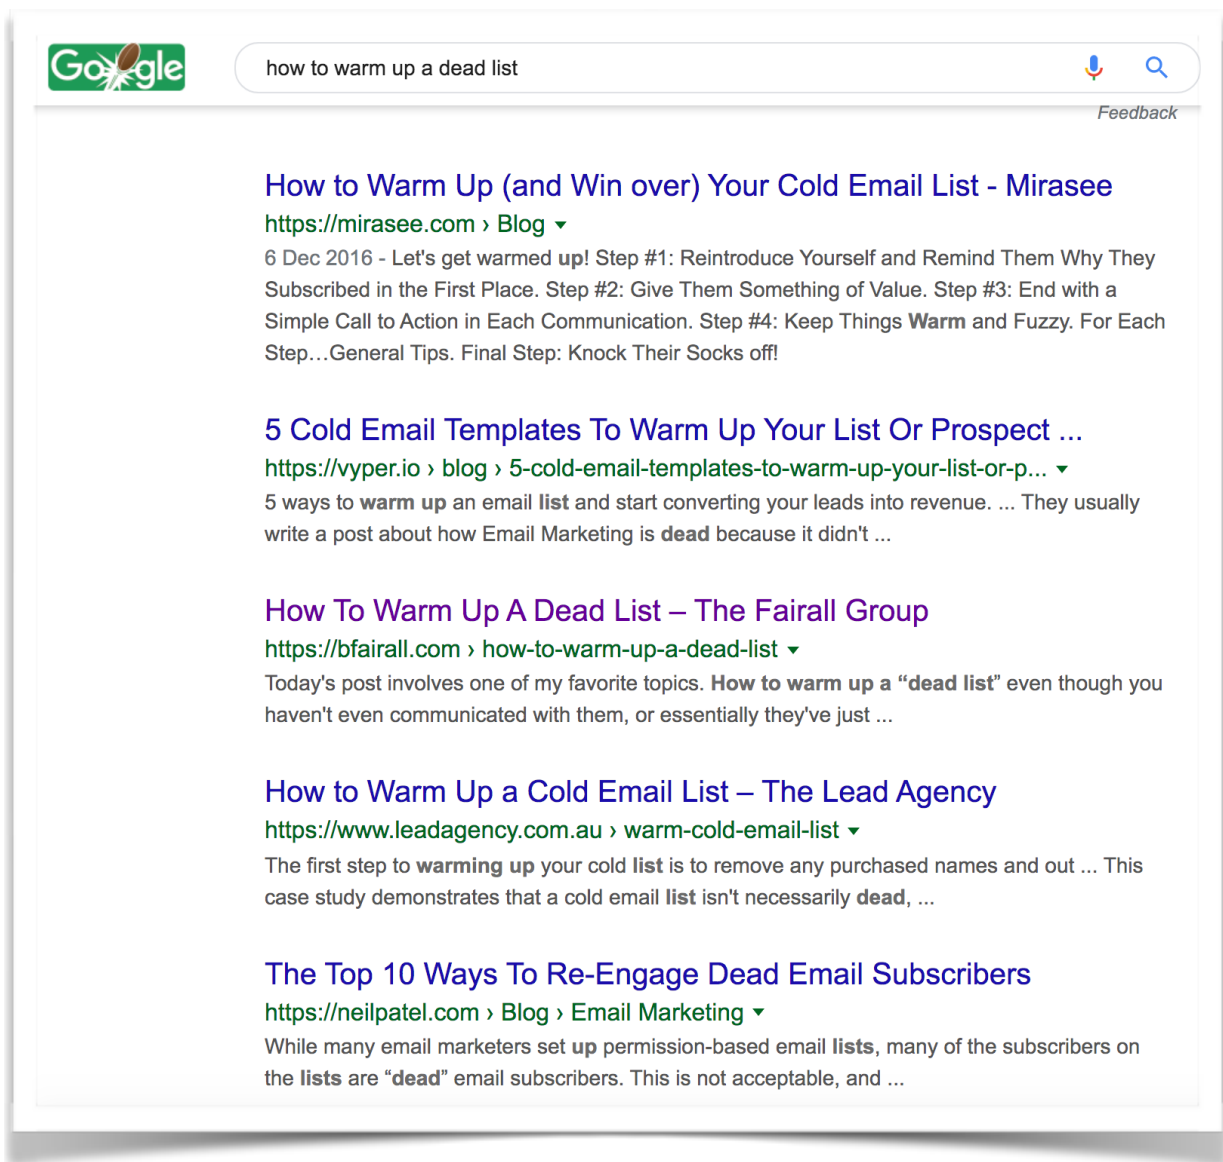 Google
how to warm up a dead list
Feedback
How to Warm Up (and Win over) Your Cold Email List - Mirasee
https://mirasee.com › Blog
6 Dec 2016 - Let's get warmed up! Step #1: Reintroduce Yourself and Remind Them Why They
Subscribed in the First Place. Step #2: Give Them Something of Value. Step #3: End with a
Simple Call to Action in Each Communication. Step #4: Keep Things Warm and Fuzzy. For Each
Step…General Tips. Final Step: Knock Their Socks off!
5 Cold Email Templates To Warm Up Your List Or Prospect ...
https://vyper.io › blog › 5-cold-email-templates-to-warm-up-your-list-or-p...
5 ways to warm up an email list and start converting your leads into revenue. ... They usually
write a post about how Email Marketing is dead because it didn't ...
How To Warm Up A Dead List – The Fairall Group
https://bfairall.com › how-to-warm-up-a-dead-list
Today's post involves one of my favorite topics. How to warm up a “dead list” even though you
haven't even communicated with them, or essentially they've just ...
How to Warm Up a Cold Email List – The Lead Agency
https://www.leadagency.com.au › warm-cold-email-list
The first step to warming up your cold list is to remove any purchased names and out ... This
case study demonstrates that a cold email list isn't necessarily dead, ...
The Top 10 Ways To Re-Engage Dead Email Subscribers
https://neilpatel.com › Blog › Email Marketing
While many email marketers set up permission-based email lists, many of the subscribers on
the lists are “dead” email subscribers. This is not acceptable, and ...